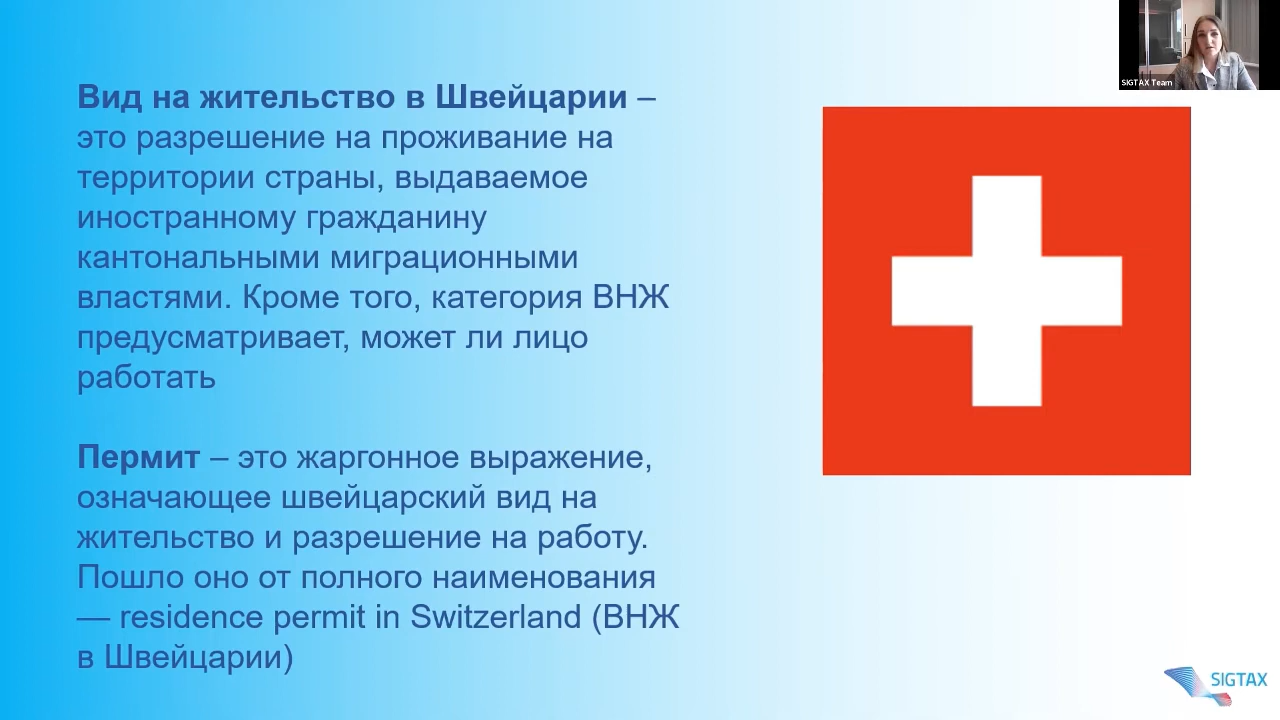 SIGTAX Team
Вид на жительство в Швейцарии –
это разрешение на проживание на
территории страны, выдаваемое
иностранному гражданину
кантональными миграционными
властями. Кроме того, категория ВНЖ
предусматривает, может ли лицо
работать
Пермит – это жаргонное выражение,
означающее швейцарский вид на
жительство и разрешение на работу.
Пошло оно от полного наименования
— residence permit in Switzerland (ВНЖ
в Швейцарии)
SIGTAX